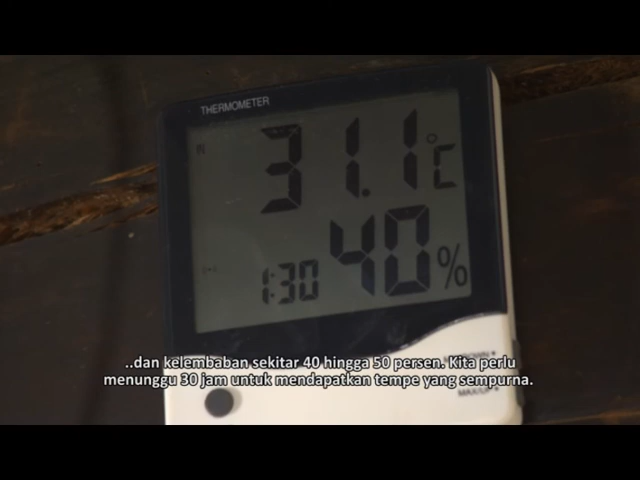 THERMOMETER
IN
31.1°C
1:30 40%
..dan kelembaban sekitar 40 hingga 50 persen. Kita perlu
menunggu 30 jam untuk mendapatkan tempe yang sempurna.